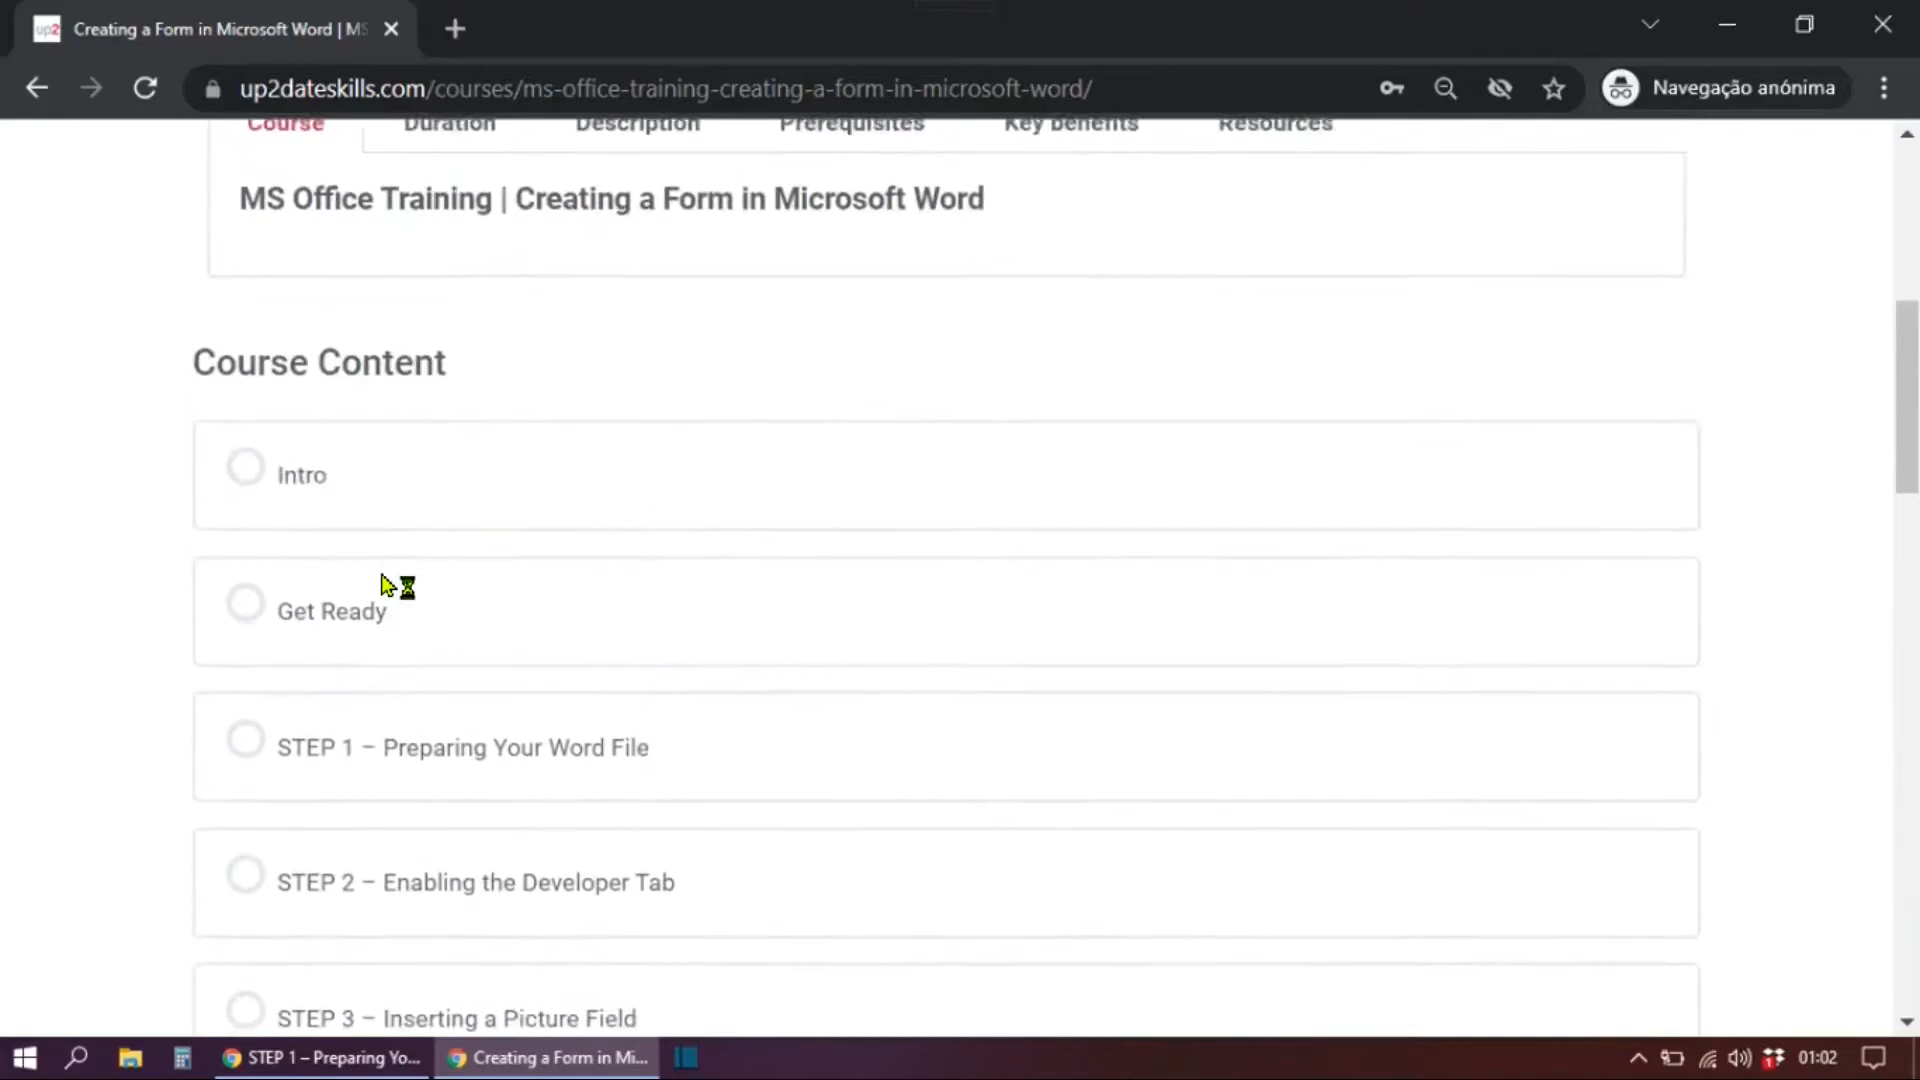 up2 Creating a Form in Microsoft Word | MS
up2dateskills.com/courses/ms-office-training-creating-a-form-in-microsoft-word/
Navegação anónima
Course Duration Description Prerequisites Key benefits Resources
MS Office Training | Creating a Form in Microsoft Word
Course Content
Intro
Get Ready
STEP 1 – Preparing Your Word File
STEP 2 – Enabling the Developer Tab
STEP 3 – Inserting a Picture Field
STEP 1 – Preparing Yo... Creating a Form in Mi... 1 01:02